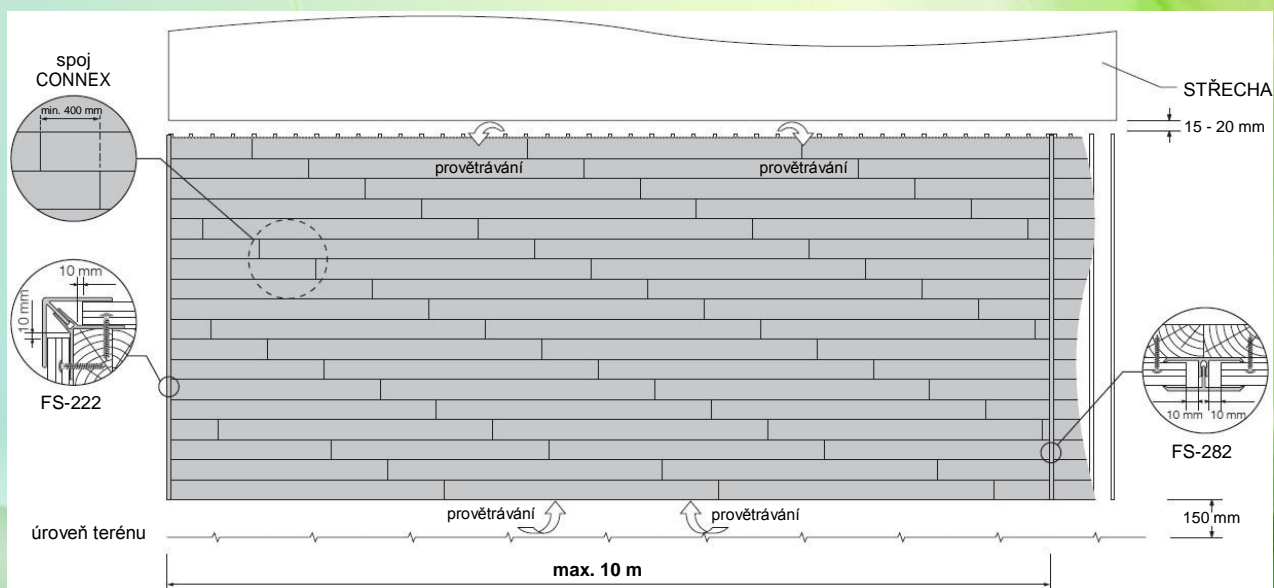 spoj
CONNEX
min. 400 mm
STŘECHA
15 - 20 mm
provětrávání
provětrávání
10 mm
10 mm
FS-222
10 mm
10 mm
FS-282
provětrávání
provětrávání
150 mm
úroveň terénu
max. 10 m